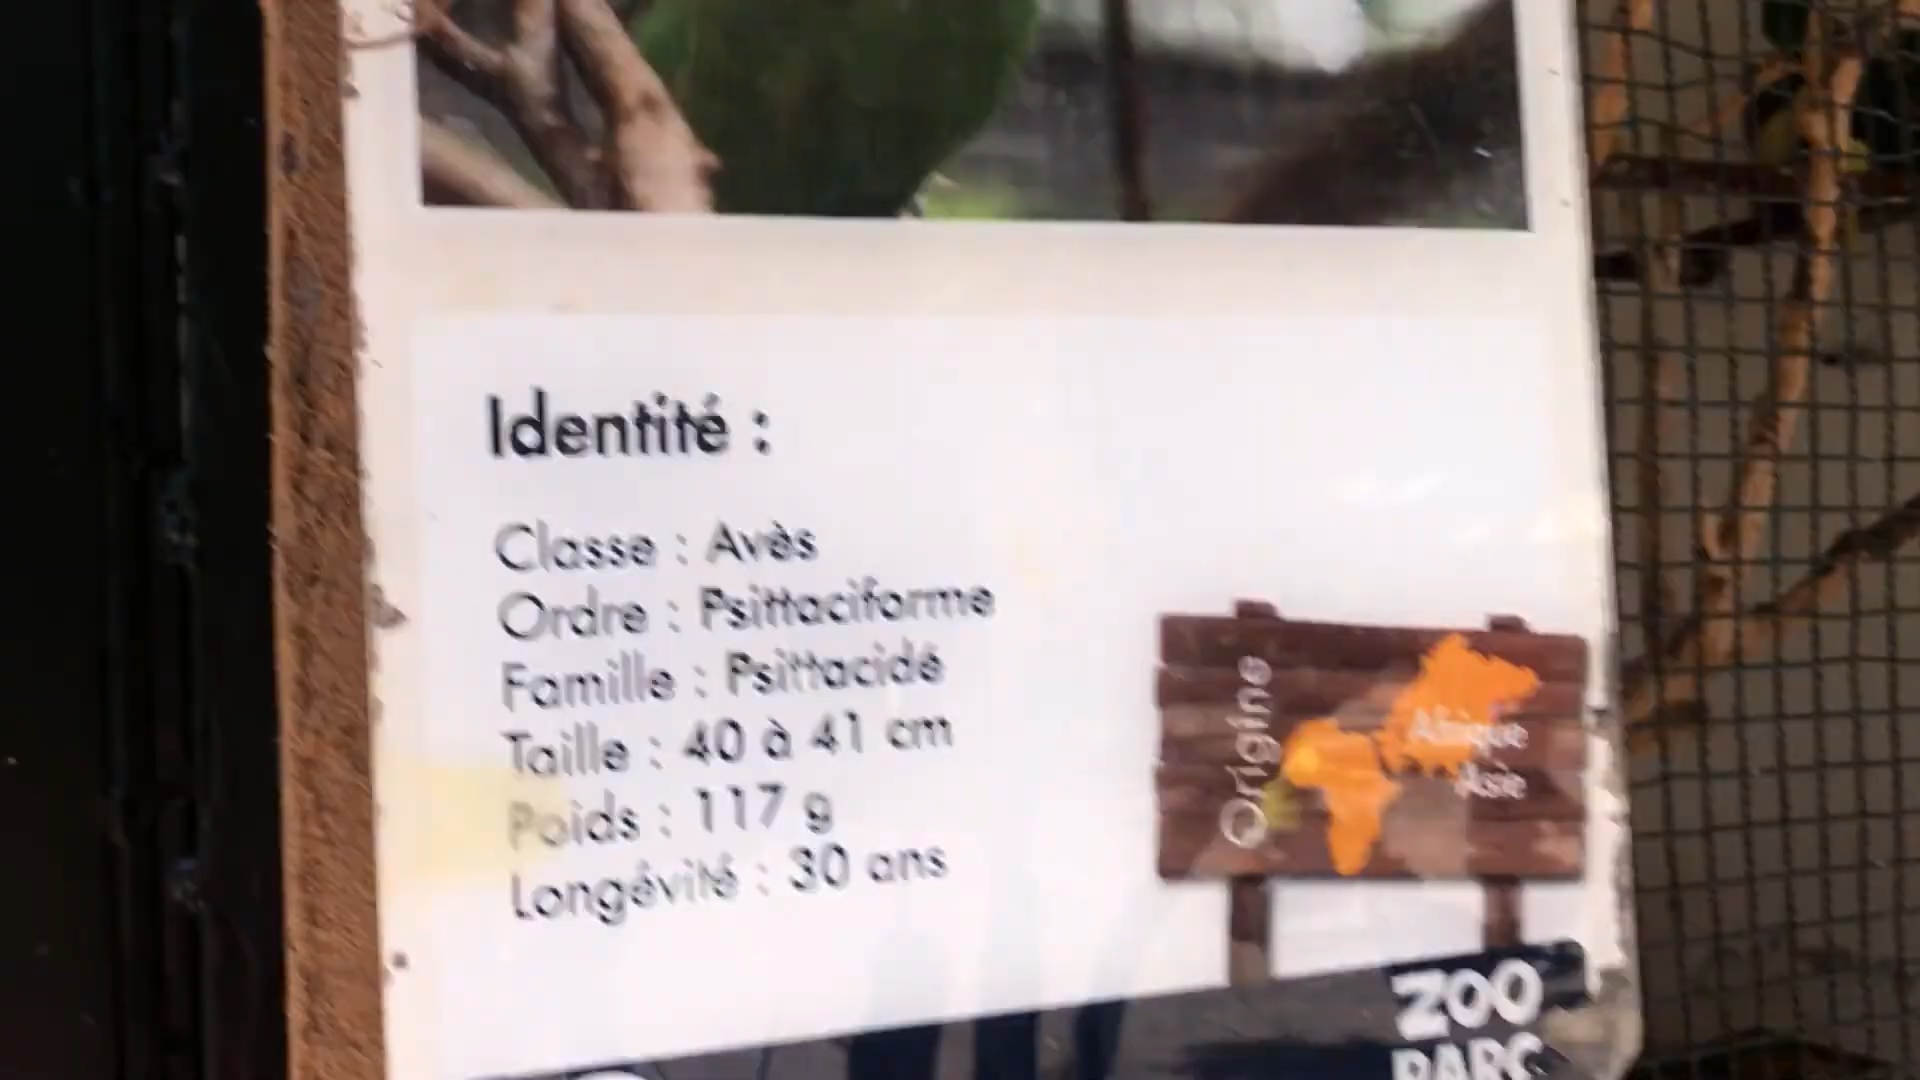 Identité :
Classe : Avès
Ordre : Psittaciforme
Famille : Psittacidé
Taille : 40 à 41 cm
Poids : 117 g
Longévité : 30 ans
Origine
Afrique
Asie
ZOO
PARC